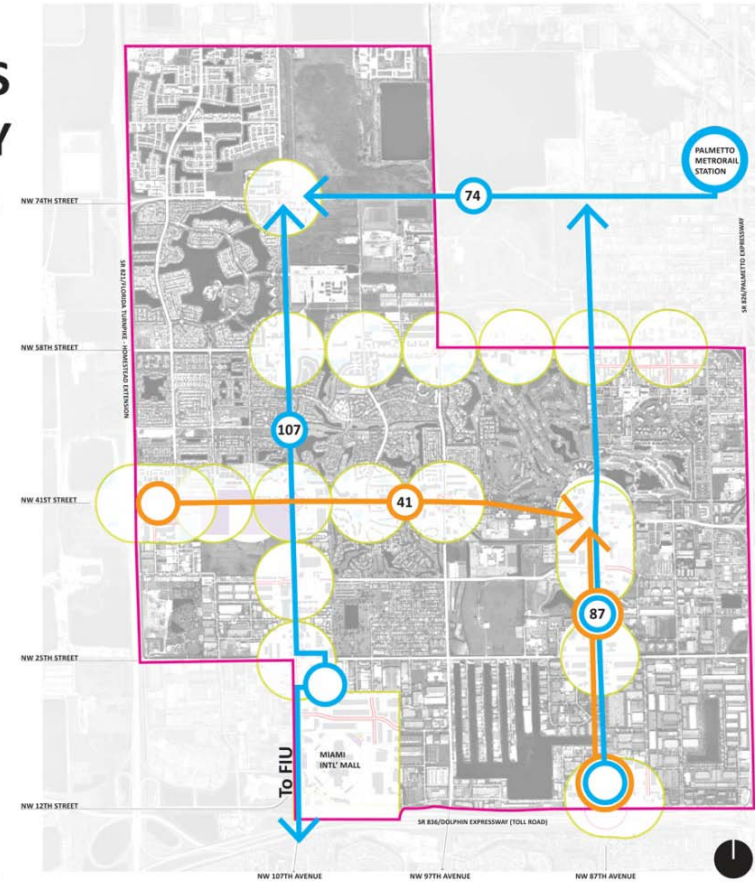 S
Y
PALMETTO
METRORAIL
STATION
74
NW 74TH STREET
SR 821/FLORIDA TURNPIKE - HOMESTEAD EXTENSION
SR 826/PALMETTO EXPRESSWAY
NW 58TH STREET
107
NW 41ST STREET
41
87
NW 25TH STREET
To FIU
MIAMI
INTL' MALL
NW 12TH STREET
SR 836/DOLPHIN EXPRESSWAY (TOLL ROAD)
NW 107TH AVENUE
NW 97TH AVENUE
NW 87TH AVENUE